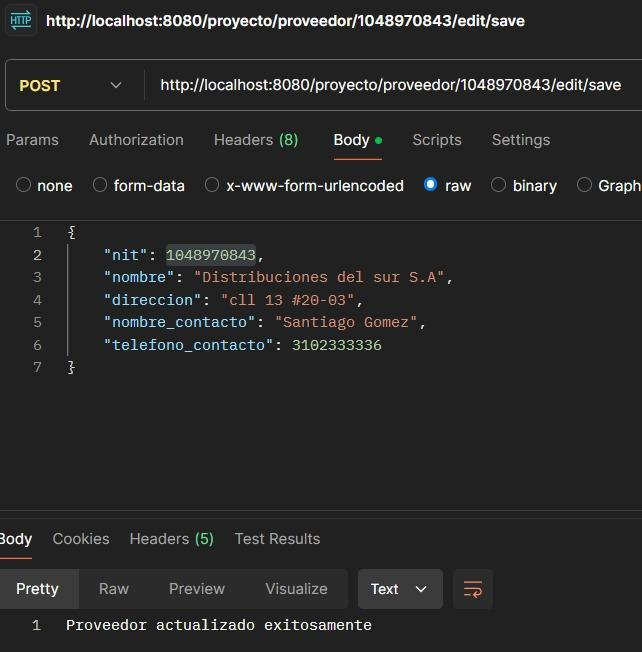 HTTP http://localhost:8080/proyecto/proveedor/1048970843/edit/save
POST http://localhost:8080/proyecto/proveedor/1048970843/edit/save
Params Authorization Headers (8) Body Scripts Settings
none form-data x-www-form-urlencoded raw binary Graph
1 {
2 "nit": 1048970843,
3 "nombre": "Distribuciones del sur S.A",
4 "direccion": "cll 13 #20-03",
5 "nombre_contacto": "Santiago Gomez",
6 "telefono_contacto": 3102333336
7 }
Body Cookies Headers (5) Test Results
Pretty Raw Preview Visualize Text
1 Proveedor actualizado exitosamente